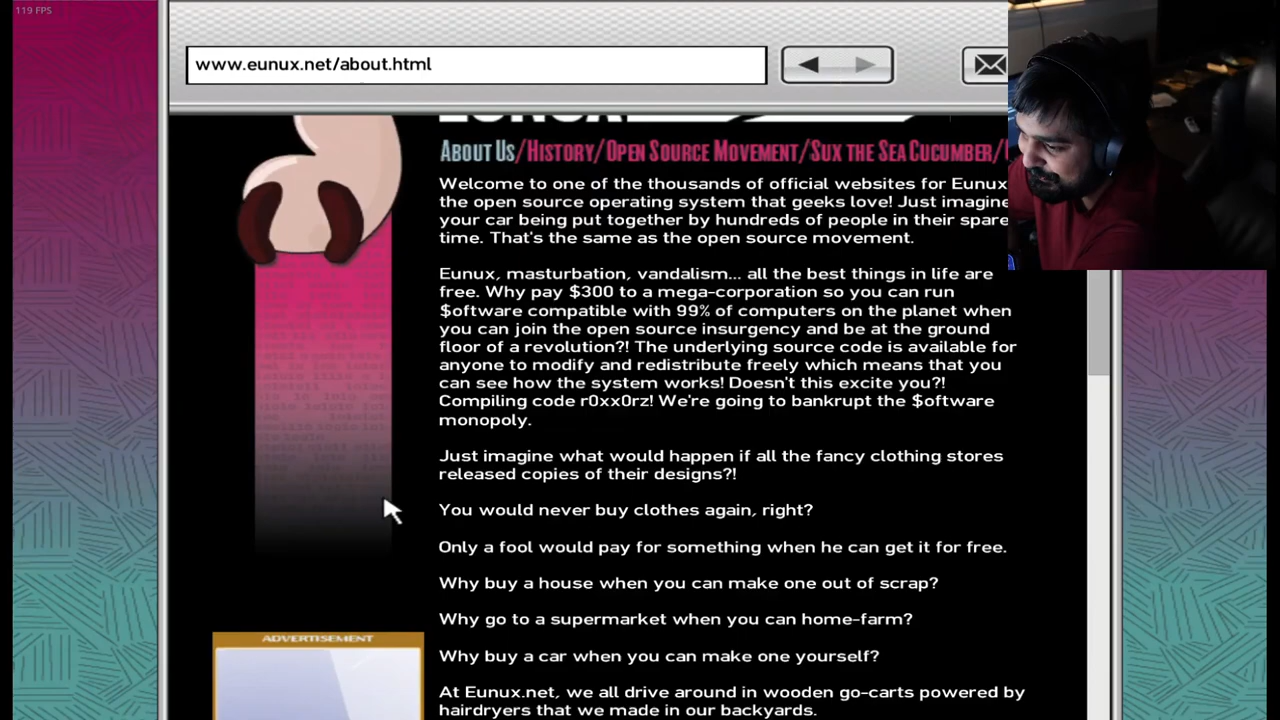 119 FPS
www.eunux.net/about.html
About Us/History/Open Source Movement/Sux the Sea Cucumber/
Welcome to one of the thousands of official websites for Eunux
the open source operating system that geeks love! Just imagine
your car being put together by hundreds of people in their spare
time. That's the same as the open source movement.
Eunux, masturbation, vandalism... all the best things in life are
free. Why pay $300 to a mega-corporation so you can run
$oftware compatible with 99% of computers on the planet when
you can join the open source insurgency and be at the ground
floor of a revolution?! The underlying source code is available for
anyone to modify and redistribute freely which means that you
can see how the system works! Doesn't this excite you?!
Compiling code r0xx0rz! We're going to bankrupt the $oftware
monopoly.
Just imagine what would happen if all the fancy clothing stores
released copies of their designs?!
You would never buy clothes again, right?
Only a fool would pay for something when he can get it for free.
Why buy a house when you can make one out of scrap?
Why go to a supermarket when you can home-farm?
Why buy a car when you can make one yourself?
ADVERTISEMENT
At Eunux.net, we all drive around in wooden go-carts powered by
hairdryers that we made in our backyards.